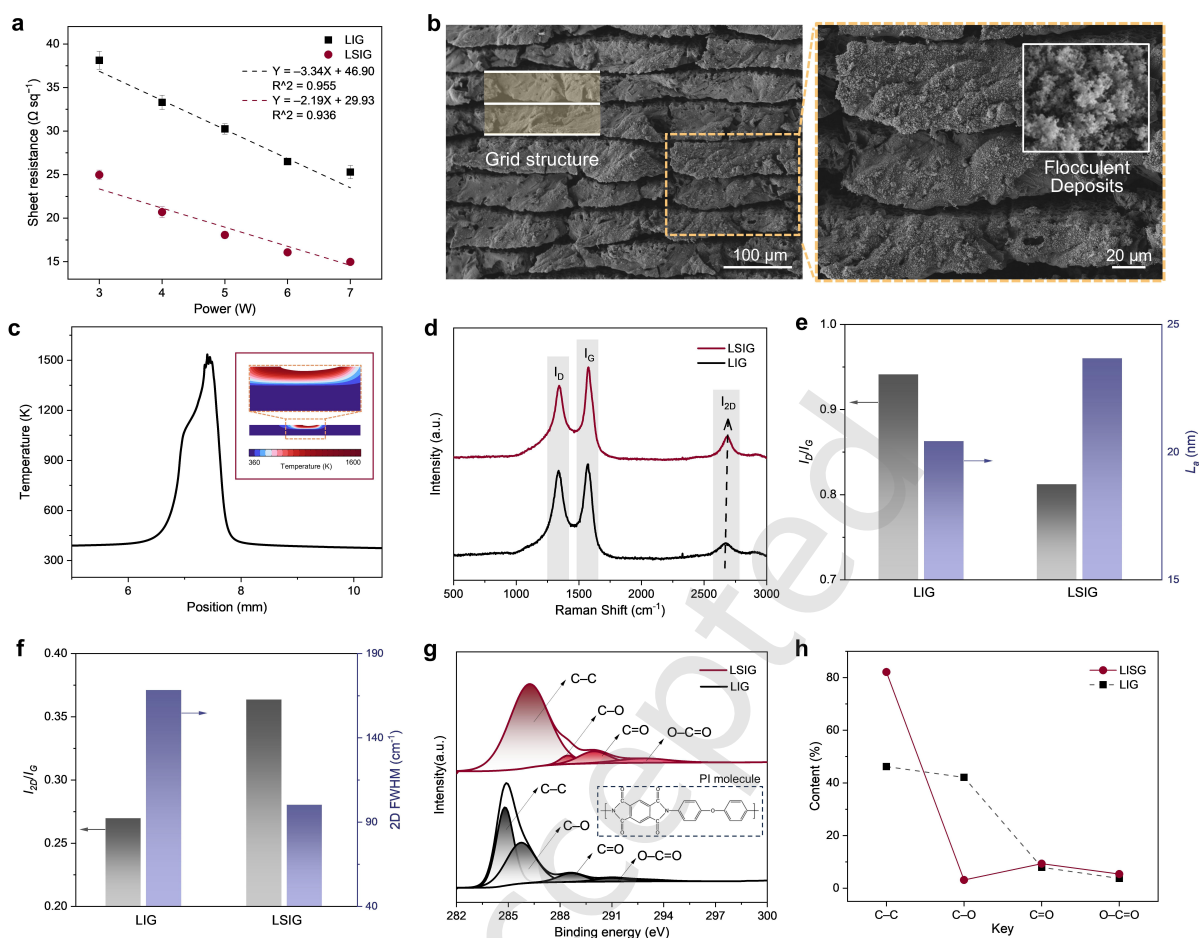 a
40
35
30
25
20
15
Sheet resistance (Ω sq⁻¹)
3
4
5
6
7
Power (W)
LIG
LSIG
Y = –3.34X + 46.90
R^2 = 0.955
Y = –2.19X + 29.93
R^2 = 0.936
b
Grid structure
100 μm
Flocculent
Deposits
20 μm
c
1500
1200
900
600
300
Temperature (K)
6
8
10
Position (mm)
360
Temperature (K)
1600
d
LSIG
LIG
I_D
I_G
I_2D
Intensity (a.u.)
500
1000
1500
2000
2500
3000
Raman Shift (cm⁻¹)
e
1.0
0.9
0.8
0.7
I_D/I_G
25
20
15
L_a (nm)
LIG
LSIG
f
0.40
0.35
0.30
0.25
0.20
I_2D/I_G
190
140
90
40
2D FWHM (cm⁻¹)
LIG
LSIG
g
LSIG
LIG
C–C
C–O
C=O
O–C=O
PI molecule
C–C
C–O
C=O
O–C=O
Intensity(a.u.)
282
285
288
291
294
297
300
Binding energy (eV)
h
LISG
LIG
80
60
40
20
0
Content (%)
C–C
C–O
C=O
O–C=O
Key
Accepted